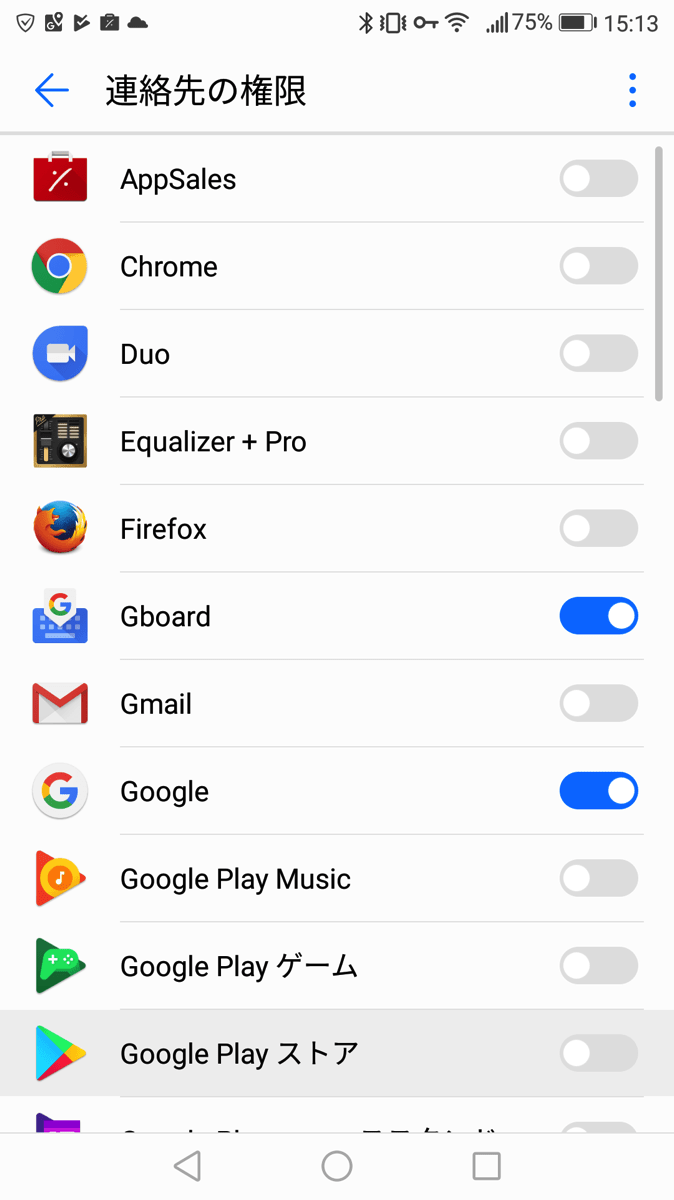 75% 15:13
連絡先の権限
AppSales
Chrome
Duo
Equalizer + Pro
Firefox
Gboard
Gmail
Google
Google Play Music
Google Play ゲーム
Google Play ストア